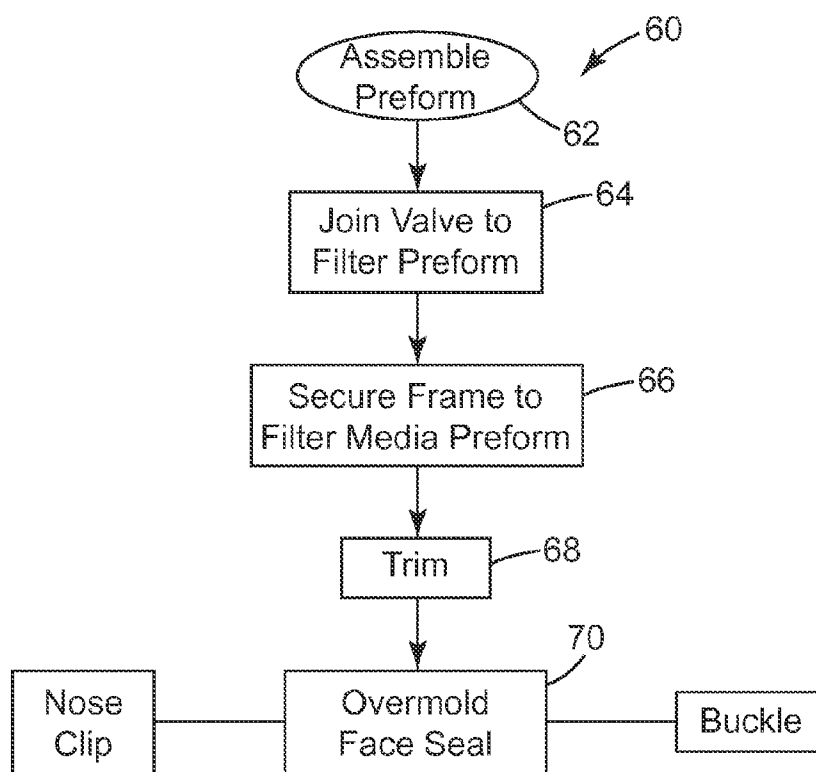 60
Assemble
Preform
62
64
Join Valve to
Filter Preform
66
Secure Frame to
Filter Media Preform
Trim
68
70
Nose
Clip
Overmold
Face Seal
Buckle